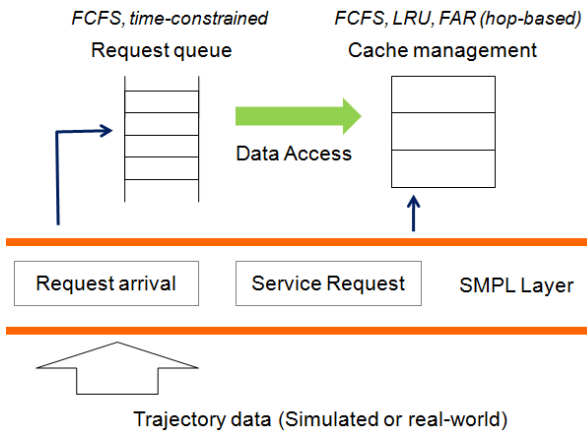 FCFS, time-constrained
FCFS, LRU, FAR (hop-based)
Request queue
Cache management
Data Access
Request arrival
Service Request
SMPL Layer
Trajectory data (Simulated or real-world)